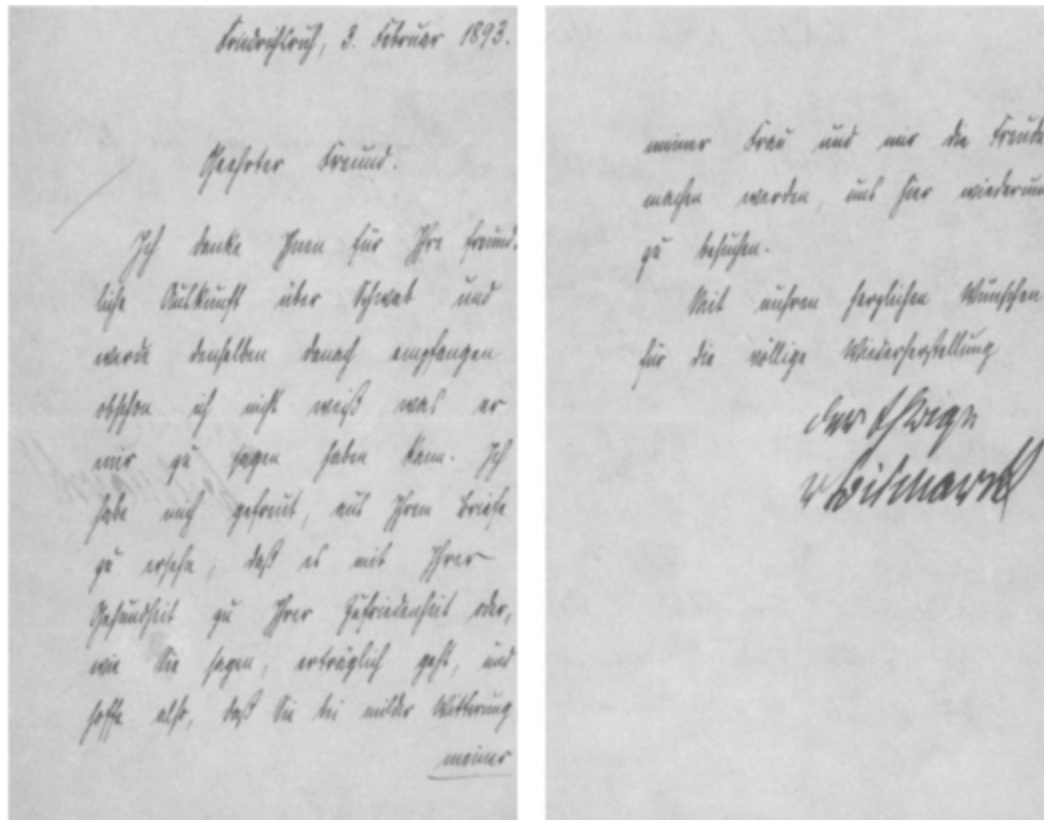 Friedrichsruh, 3. Februar 1893.
Geehrter Freund.
Ich danke Ihnen für Ihre freund-
liche Auskunft über Schwab und
werde denselben danach empfangen
obschon ich nicht weiß was er
mir zu sagen haben kann. Ich
habe mich gefreut, aus Ihrem Briefe
zu ersehn, daß es mit Ihrer
Gesundheit zu Ihrer Zufriedenheit oder,
wie Sie sagen, erträglich geht, und
hoffe also, daß Sie bei milder Witterung
meiner
meiner Frau und mir die Freude
machen werden, uns hier wiederum
zu besuchen.
Mit unsren herzlichen Wünschen
für die völlige Wiederherstellung
der Ihrige
v Bismarck